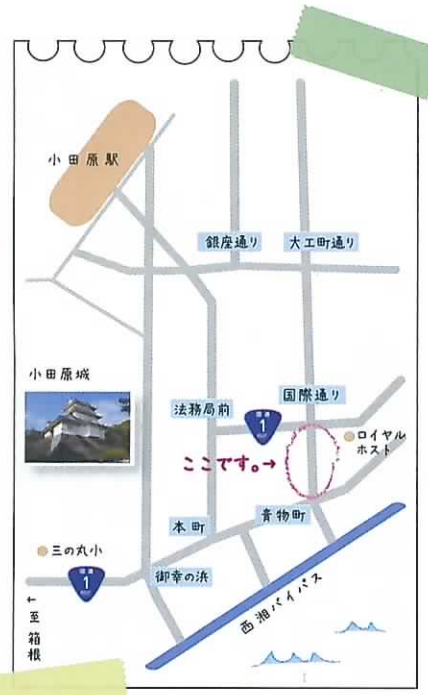 小田原駅
銀座通り
大工町通り
小田原城
法務局前
国際通り
国道
1
ロイヤル
ホスト
ここです。→
青物町
本町
三の丸小
国道
1
御幸の浜
西湘バイパス
←至箱根